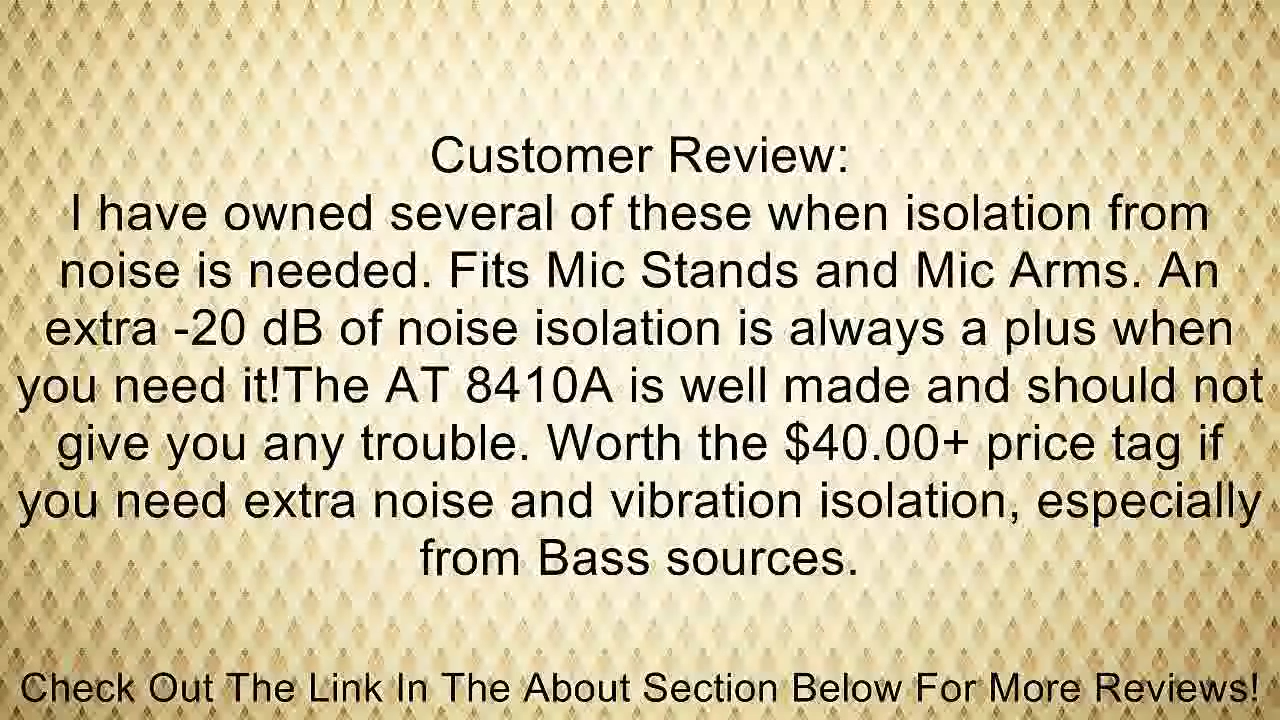 Customer Review:
I have owned several of these when isolation from
noise is needed. Fits Mic Stands and Mic Arms. An
extra -20 dB of noise isolation is always a plus when
you need it!The AT 8410A is well made and should not
give you any trouble. Worth the $40.00+ price tag if
you need extra noise and vibration isolation, especially
from Bass sources.
Check Out The Link In The About Section Below For More Reviews!